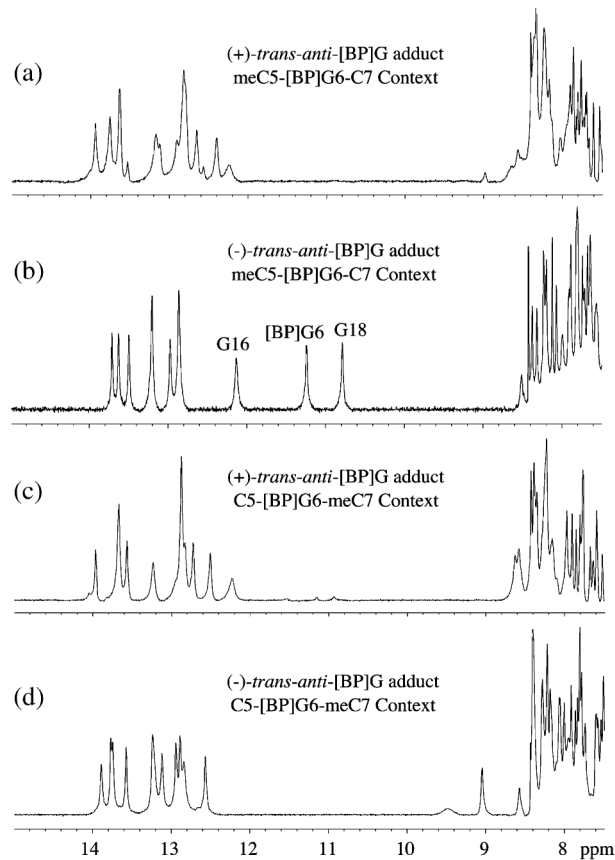 (a)
(+)-trans-anti-[BP]G adduct
meC5-[BP]G6-C7 Context
(b)
(-)-trans-anti-[BP]G adduct
meC5-[BP]G6-C7 Context
G16
[BP]G6
G18
(c)
(+)-trans-anti-[BP]G adduct
C5-[BP]G6-meC7 Context
(d)
(-)-trans-anti-[BP]G adduct
C5-[BP]G6-meC7 Context
14 13 12 11 10 9 8 ppm